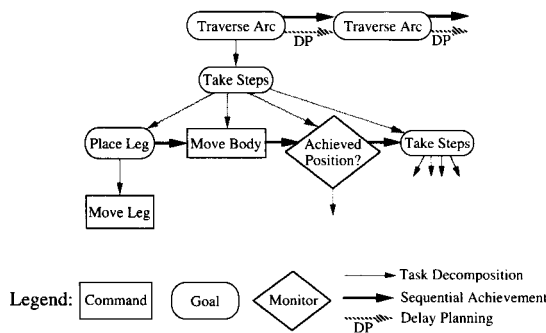 Traverse Arc
Traverse Arc
DP
DP
Take Steps
Place Leg
Move Body
Achieved
Position?
Take Steps
Move Leg
Legend:
Command
Goal
Monitor
Task Decomposition
Sequential Achievement
DP
Delay Planning